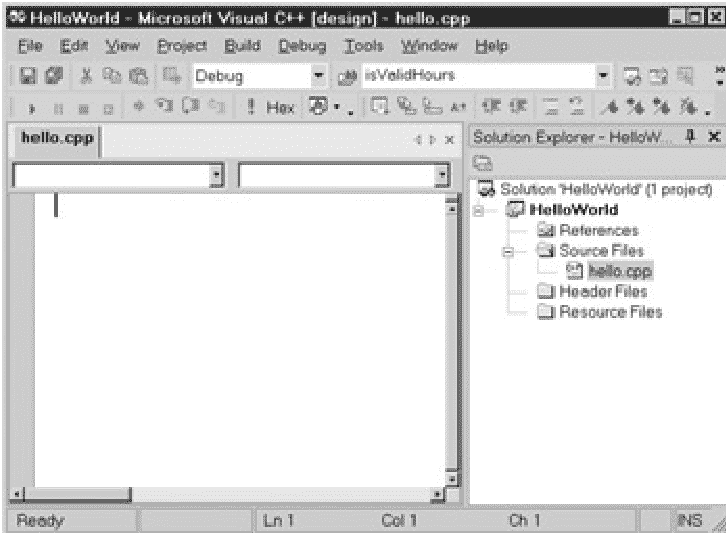 HelloWorld - Microsoft Visual C++ [design] - hello.cpp
File Edit View Project Build Debug Tools Window Help
Debug isValidHours
Hex
hello.cpp
Solution Explorer - HelloW...
Solution 'HelloWorld' (1 project)
HelloWorld
References
Source Files
hello.cpp
Header Files
Resource Files
Ready Ln 1 Col 1 Ch 1 INS